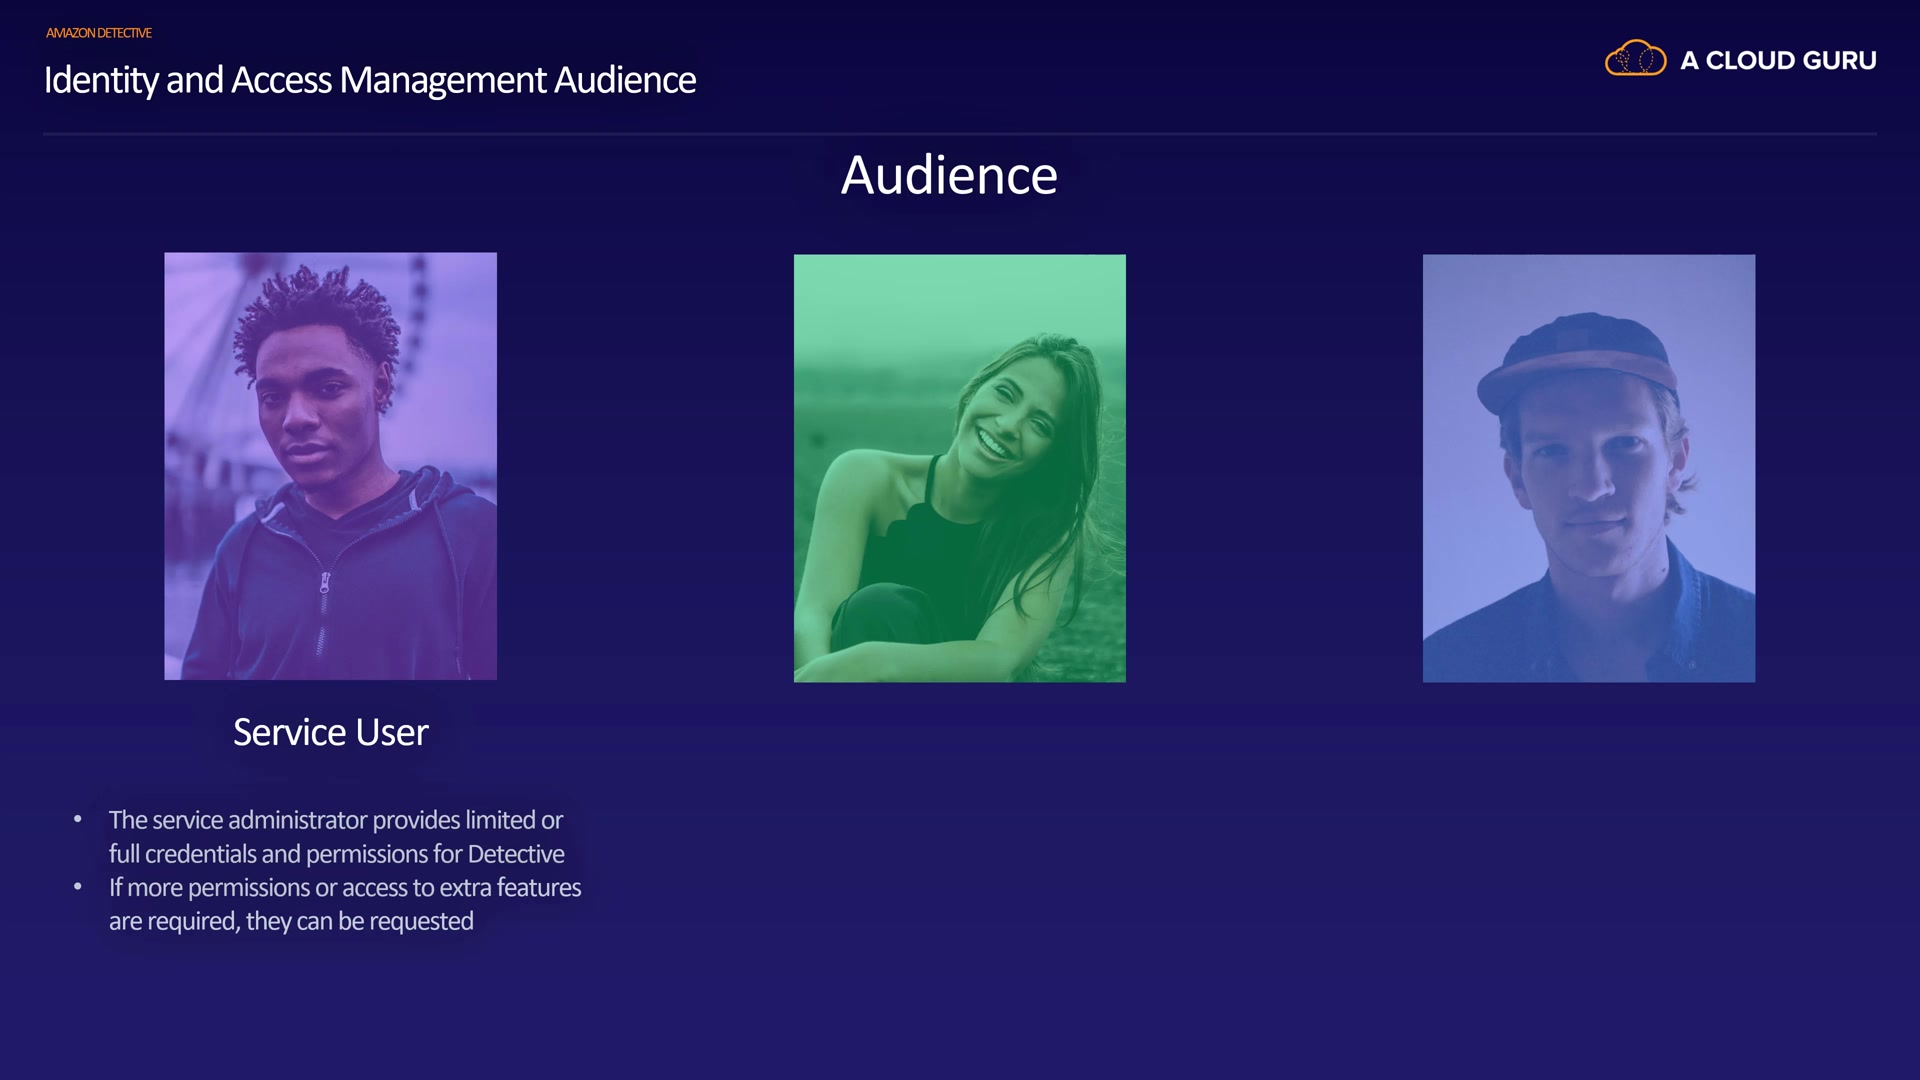 AMAZON DETECTIVE
Identity and Access Management Audience
A CLOUD GURU
Audience
Service User
• The service administrator provides limited or
full credentials and permissions for Detective
• If more permissions or access to extra features
are required, they can be requested